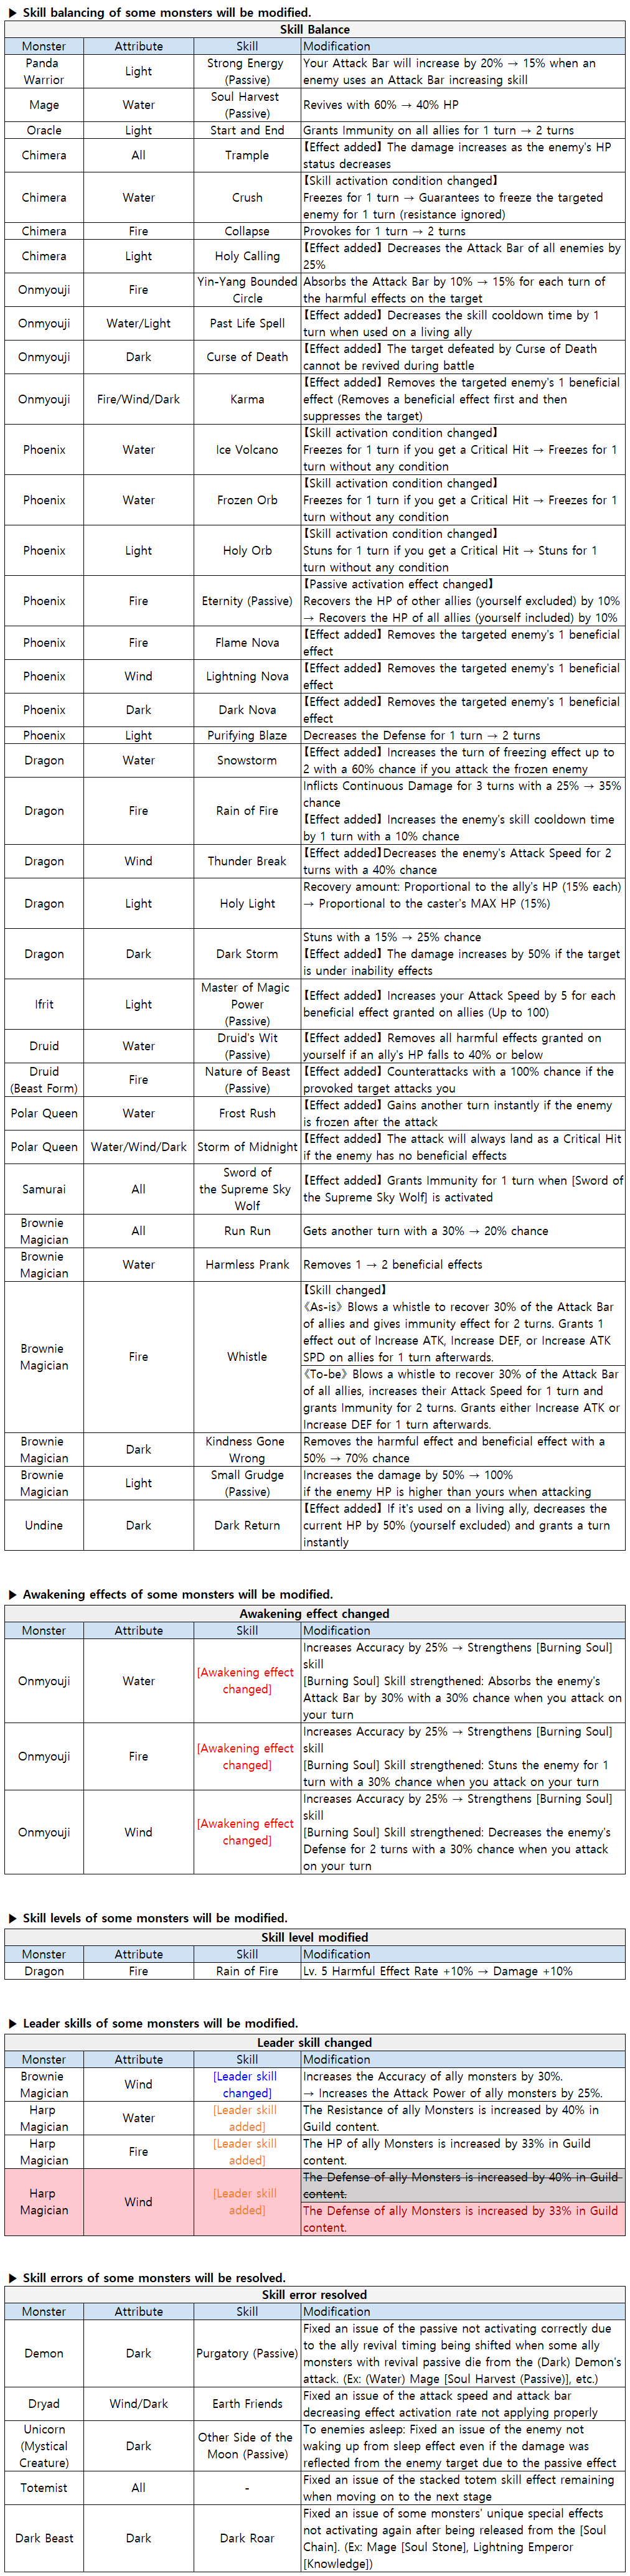 ▶ Skill balancing of some monsters will be modified.
Skill Balance
Monster Attribute Skill Modification
Panda Warrior Light Strong Energy (Passive) Your Attack Bar will increase by 20% → 15% when an
enemy uses an Attack Bar increasing skill
Mage Water Soul Harvest (Passive) Revives with 60% → 40% HP
Oracle Light Start and End Grants Immunity on all allies for 1 turn → 2 turns
Chimera All Trample 【Effect added】 The damage increases as the enemy's HP
status decreases
Chimera Water Crush 【Skill activation condition changed】
Freezes for 1 turn → Guarantees to freeze the targeted
enemy for 1 turn (resistance ignored)
Chimera Fire Collapse Provokes for 1 turn → 2 turns
Chimera Light Holy Calling 【Effect added】 Decreases the Attack Bar of all enemies by
25%
Onmyouji Fire Yin-Yang Bounded Circle Absorbs the Attack Bar by 10% → 15% for each turn of
the harmful effects on the target
Onmyouji Water/Light Past Life Spell 【Effect added】 Decreases the skill cooldown time by 1
turn when used on a living ally
Onmyouji Dark Curse of Death 【Effect added】 The target defeated by Curse of Death
cannot be revived during battle
Onmyouji Fire/Wind/Dark Karma 【Effect added】 Removes the targeted enemy's 1 beneficial
effect (Removes a beneficial effect first and then
suppresses the target)
Phoenix Water Ice Volcano 【Skill activation condition changed】
Freezes for 1 turn if you get a Critical Hit → Freezes for 1
turn without any condition
Phoenix Water Frozen Orb 【Skill activation condition changed】
Freezes for 1 turn if you get a Critical Hit → Freezes for 1
turn without any condition
Phoenix Light Holy Orb 【Skill activation condition changed】
Stuns for 1 turn if you get a Critical Hit → Stuns for 1
turn without any condition
Phoenix Fire Eternity (Passive) 【Passive activation effect changed】
Recovers the HP of other allies (yourself excluded) by 10%
→ Recovers the HP of all allies (yourself included) by 10%
Phoenix Fire Flame Nova 【Effect added】 Removes the targeted enemy's 1 beneficial
effect
Phoenix Wind Lightning Nova 【Effect added】 Removes the targeted enemy's 1 beneficial
effect
Phoenix Dark Dark Nova 【Effect added】 Removes the targeted enemy's 1 beneficial
effect
Phoenix Light Purifying Blaze Decreases the Defense for 1 turn → 2 turns
Dragon Water Snowstorm 【Effect added】 Increases the turn of freezing effect up to
2 with a 60% chance if you attack the frozen enemy
Dragon Fire Rain of Fire Inflicts Continuous Damage for 3 turns with a 25% → 35%
chance
【Effect added】 Increases the enemy's skill cooldown time
by 1 turn with a 10% chance
Dragon Wind Thunder Break 【Effect added】Decreases the enemy's Attack Speed for 2
turns with a 40% chance
Dragon Light Holy Light Recovery amount: Proportional to the ally's HP (15% each)
→ Proportional to the caster's MAX HP (15%)
Dragon Dark Dark Storm Stuns with a 15% → 25% chance
【Effect added】 The damage increases by 50% if the target
is under inability effects
Ifrit Light Master of Magic Power (Passive) 【Effect added】 Increases your Attack Speed by 5 for each
beneficial effect granted on allies (Up to 100)
Druid Water Druid's Wit (Passive) 【Effect added】 Removes all harmful effects granted on
yourself if an ally's HP falls to 40% or below
Druid (Beast Form) Fire Nature of Beast (Passive) 【Effect added】 Counterattacks with a 100% chance if the
provoked target attacks you
Polar Queen Water Frost Rush 【Effect added】 Gains another turn instantly if the enemy
is frozen after the attack
Polar Queen Water/Wind/Dark Storm of Midnight 【Effect added】 The attack will always land as a Critical Hit
if the enemy has no beneficial effects
Samurai All Sword of the Supreme Sky Wolf 【Effect added】 Grants Immunity for 1 turn when [Sword of
the Supreme Sky Wolf] is activated
Brownie Magician All Run Run Gets another turn with a 30% → 20% chance
Brownie Magician Water Harmless Prank Removes 1 → 2 beneficial effects
Brownie Magician Fire Whistle 【Skill changed】
《As-is》 Blows a whistle to recover 30% of the Attack Bar
of allies and gives immunity effect for 2 turns. Grants 1
effect out of Increase ATK, Increase DEF, or Increase ATK
SPD on allies for 1 turn afterwards.
《To-be》 Blows a whistle to recover 30% of the Attack Bar
of all allies, increases their Attack Speed for 1 turn and
grants Immunity for 2 turns. Grants either Increase ATK or
Increase DEF for 1 turn afterwards.
Brownie Magician Dark Kindness Gone Wrong Removes the harmful effect and beneficial effect with a
50% → 70% chance
Brownie Magician Light Small Grudge (Passive) Increases the damage by 50% → 100%
if the enemy HP is higher than yours when attacking
Undine Dark Dark Return 【Effect added】 If it's used on a living ally, decreases the
current HP by 50% (yourself excluded) and grants a turn
instantly
▶ Awakening effects of some monsters will be modified.
Awakening effect changed
Monster Attribute Skill Modification
Onmyouji Water [Awakening effect changed] Increases Accuracy by 25% → Strengthens [Burning Soul]
skill
[Burning Soul] Skill strengthened: Absorbs the enemy's
Attack Bar by 30% with a 30% chance when you attack on
your turn
Onmyouji Fire [Awakening effect changed] Increases Accuracy by 25% → Strengthens [Burning Soul]
skill
[Burning Soul] Skill strengthened: Stuns the enemy for 1
turn with a 30% chance when you attack on your turn
Onmyouji Wind [Awakening effect changed] Increases Accuracy by 25% → Strengthens [Burning Soul]
skill
[Burning Soul] Skill strengthened: Decreases the enemy's
Defense for 2 turns with a 30% chance when you attack
on your turn
▶ Skill levels of some monsters will be modified.
Skill level modified
Monster Attribute Skill Modification
Dragon Fire Rain of Fire Lv. 5 Harmful Effect Rate +10% → Damage +10%
▶ Leader skills of some monsters will be modified.
Leader skill changed
Monster Attribute Skill Modification
Brownie Magician Wind [Leader skill changed] Increases the Accuracy of ally monsters by 30%.
→ Increases the Attack Power of ally monsters by 25%.
Harp Magician Water [Leader skill added] The Resistance of ally Monsters is increased by 40% in
Guild content.
Harp Magician Fire [Leader skill added] The HP of ally Monsters is increased by 33% in Guild
content.
Harp Magician Wind [Leader skill added] The Defense of ally Monsters is increased by 40% in Guild
content.
The Defense of ally Monsters is increased by 33% in Guild
content.
▶ Skill errors of some monsters will be resolved.
Skill error resolved
Monster Attribute Skill Modification
Demon Dark Purgatory (Passive) Fixed an issue of the passive not activating correctly due
to the ally revival timing being shifted when some ally
monsters with revival passive die from the (Dark) Demon's
attack. (Ex: (Water) Mage [Soul Harvest (Passive)], etc.)
Dryad Wind/Dark Earth Friends Fixed an issue of the attack speed and attack bar
decreasing effect activation rate not applying properly
Unicorn (Mystical Creature) Dark Other Side of the Moon (Passive) To enemies asleep: Fixed an issue of the enemy not
waking up from sleep effect even if the damage was
reflected from the enemy target due to the passive effect
Totemist All - Fixed an issue of the stacked totem skill effect remaining
when moving on to the next stage
Dark Beast Dark Dark Roar Fixed an issue of some monsters' unique special effects
not activating again after being released from the [Soul
Chain]. (Ex: Mage [Soul Stone], Lightning Emperor
[Knowledge])